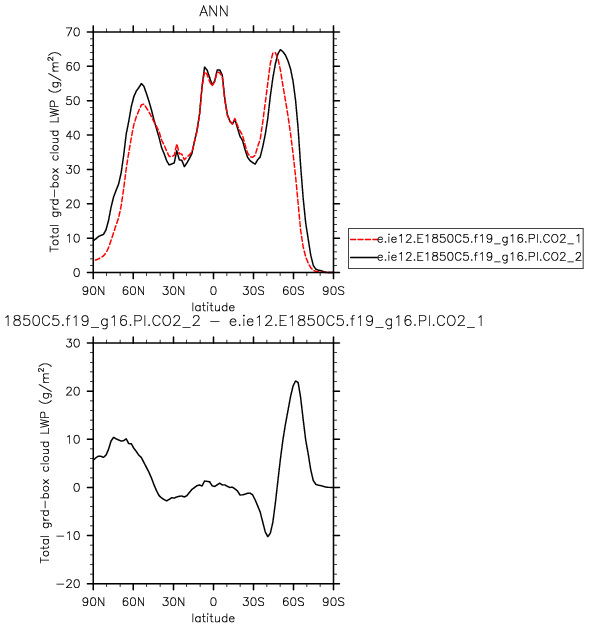 ANN
70
60
50
40
30
20
10
0
Total grd-box cloud LWP (g/m²)
90N 60N 30N 0 30S 60S 90S
latitude
e.ie12.E1850C5.f19_g16.PI.CO2_1
e.ie12.E1850C5.f19_g16.PI.CO2_2
1850C5.f19_g16.PI.CO2_2 - e.ie12.E1850C5.f19_g16.PI.CO2_1
30
20
10
0
-10
-20
Total grd-box cloud LWP (g/m²)
90N 60N 30N 0 30S 60S 90S
latitude